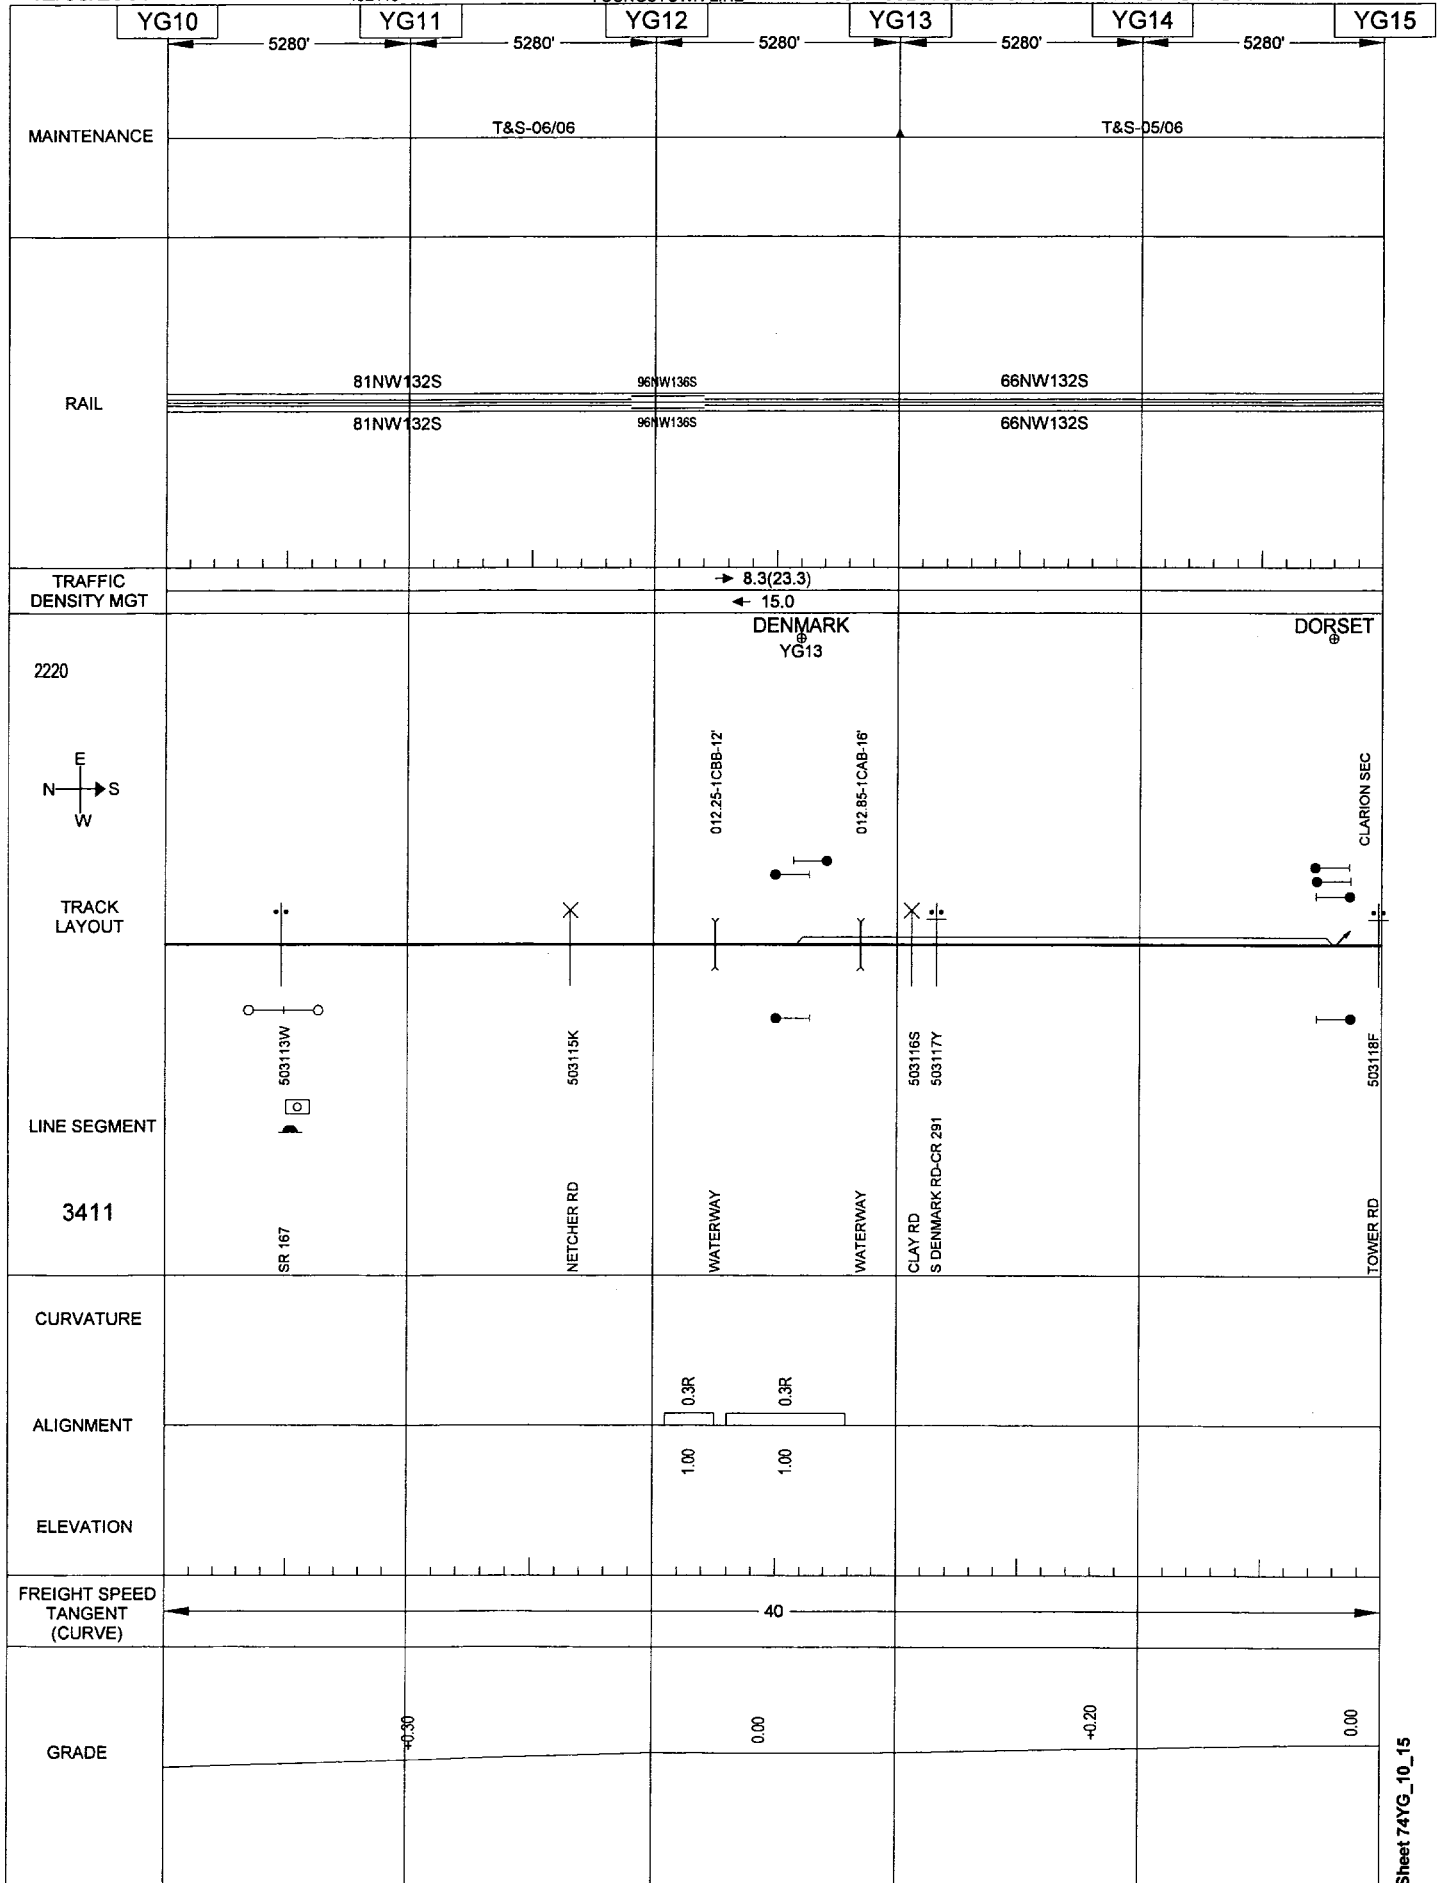 YG10 YG11 YG12 YG13 YG14 YG15
5280' 5280' 5280' 5280' 5280'
MAINTENANCE
T&S-06/06
T&S-05/06
RAIL
81NW132S 96NW136S 66NW132S
81NW132S 96NW136S 66NW132S
TRAFFIC
DENSITY MGT
8.3(23.3)
15.0
DENMARK
YG13
DORSET
2220
E
N S
W
012.25-1CBB-12'
012.85-1CAB-16'
CLARION SEC
TRACK
LAYOUT
503113W
503115K
503116S
503117Y
503118F
LINE SEGMENT
3411
SR 167
NETCHER RD
WATERWAY
WATERWAY
CLAY RD
S DENMARK RD-CR 291
TOWER RD
CURVATURE
0.3R
0.3R
ALIGNMENT
1.00
1.00
ELEVATION
FREIGHT SPEED
TANGENT
(CURVE)
40
GRADE
+0.30
0.00
+0.20
0.00
Sheet 74YG_10_15